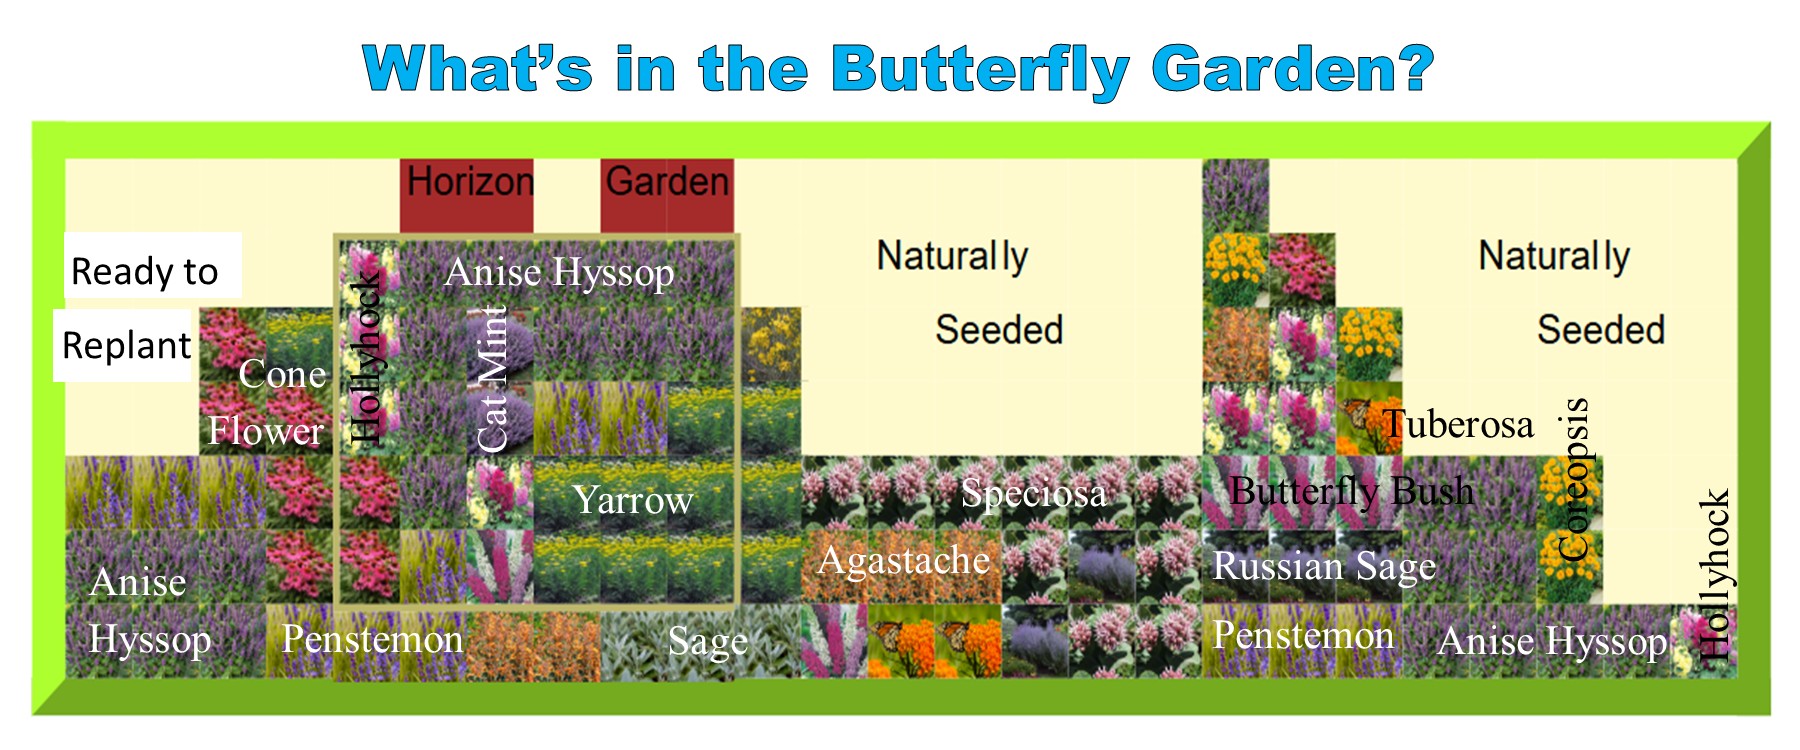 What's in the Butterfly Garden?
Horizon
Garden
Ready to
Replant
Cone
Flower
Hollyhock
Anise Hyssop
Cat Mint
Yarrow
Anise
Hyssop
Penstemon
Sage
Naturally
Seeded
Speciosa
Agastache
Naturally
Seeded
Tuberosa
Coreopsis
Butterfly Bush
Russian Sage
Penstemon
Anise Hyssop
Hollyhock